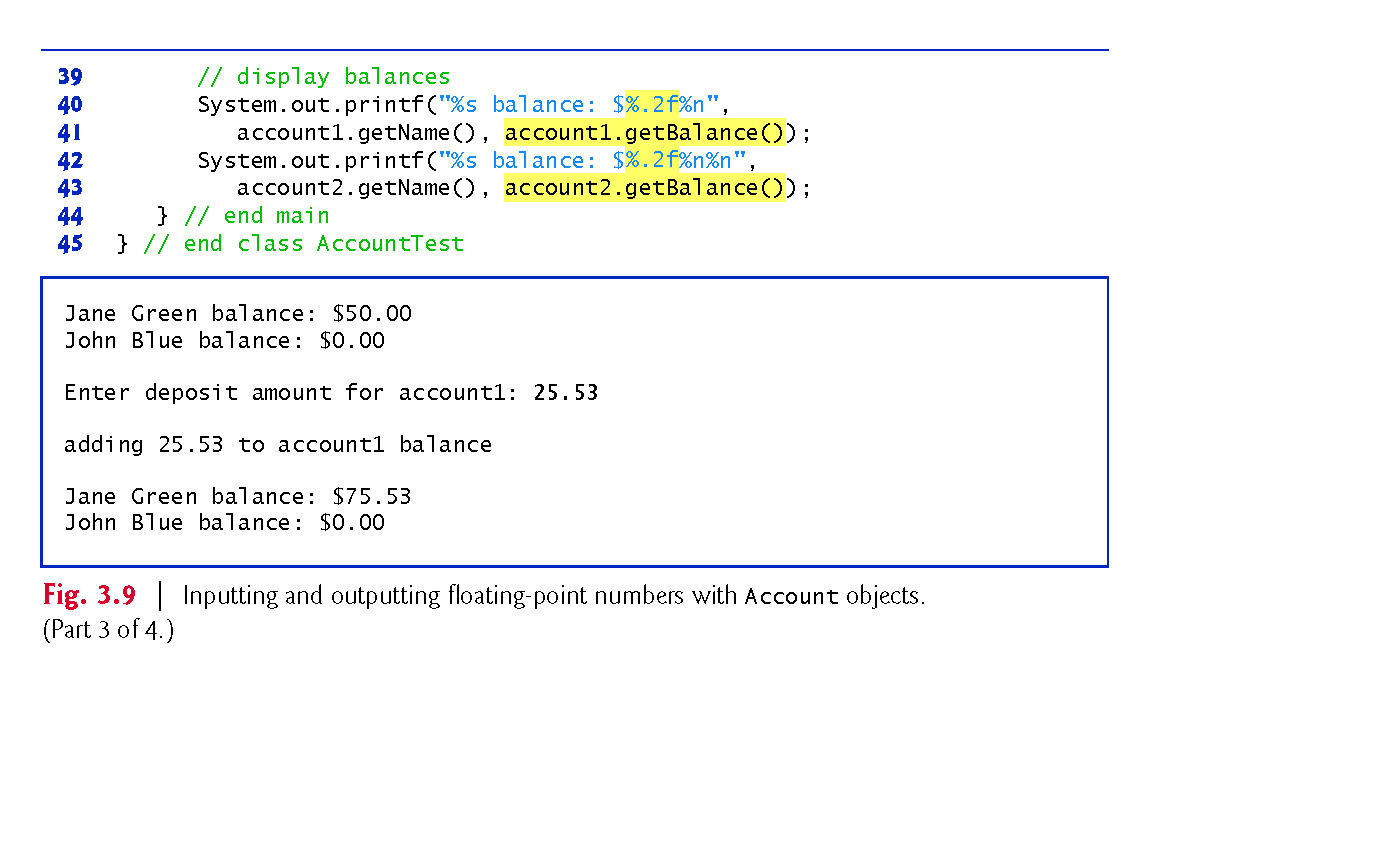 39 // display balances
40 System.out.printf("%s balance: $%.2f%n",
41 account1.getName(), account1.getBalance());
42 System.out.printf("%s balance: $%.2f%n%n",
43 account2.getName(), account2.getBalance());
44 } // end main
45 } // end class AccountTest
Jane Green balance: $50.00
John Blue balance: $0.00
Enter deposit amount for account1: 25.53
adding 25.53 to account1 balance
Jane Green balance: $75.53
John Blue balance: $0.00
Fig. 3.9 | Inputting and outputting floating-point numbers with Account objects.
(Part 3 of 4.)